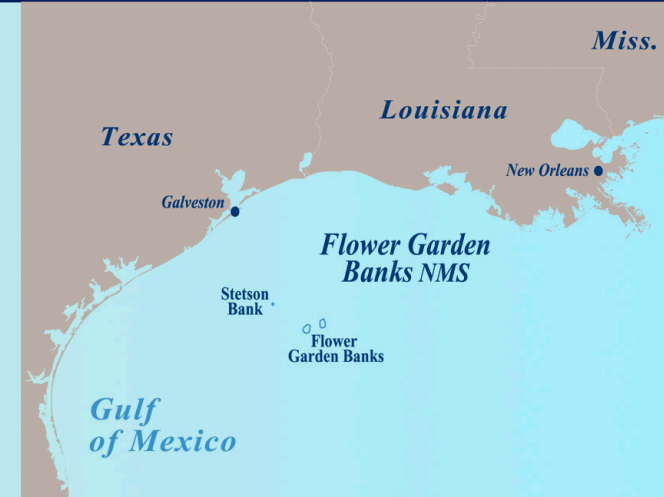 Miss.
Louisiana
Texas
New Orleans
Galveston
Flower Garden
Banks NMS
Stetson
Bank
Flower
Garden Banks
Gulf
of Mexico